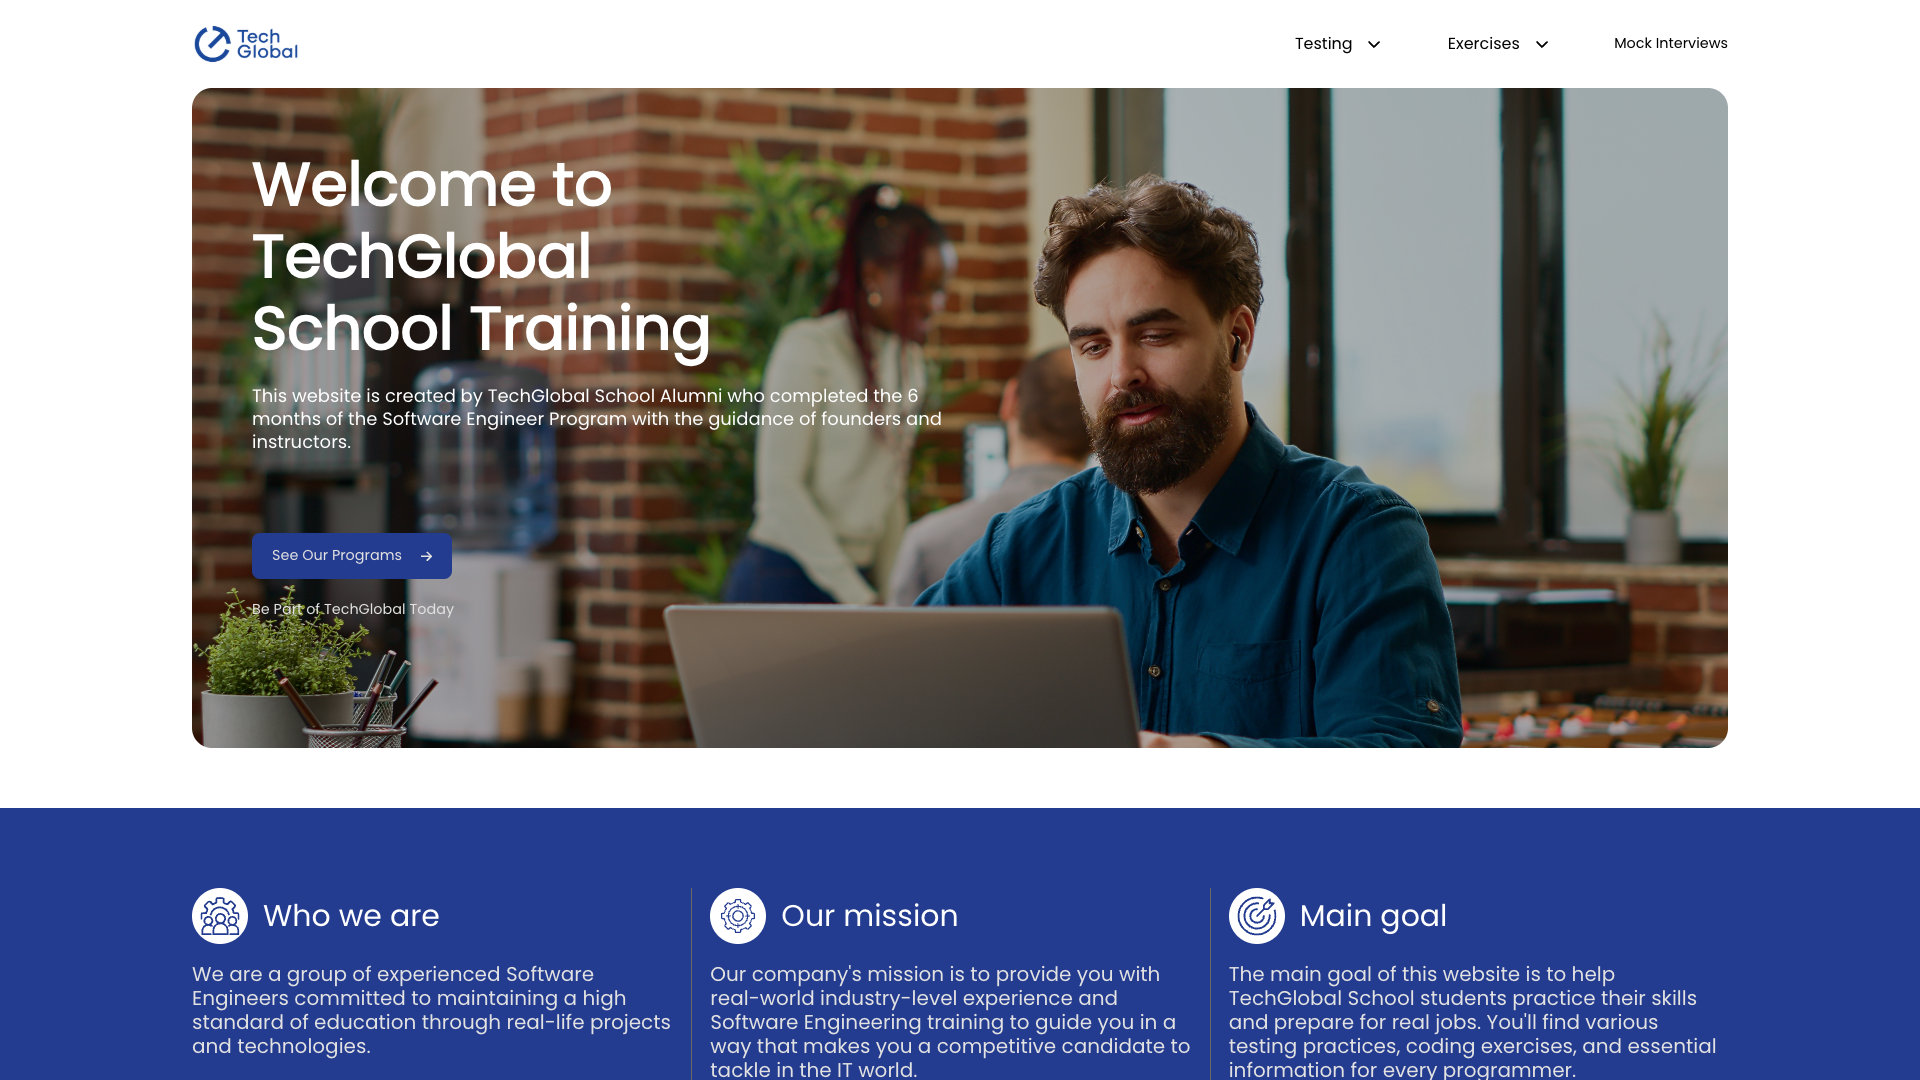 Tech
Global
Testing
Exercises
Mock Interviews
Welcome to
TechGlobal
School Training
This website is created by TechGlobal School Alumni who completed the 6
months of the Software Engineer Program with the guidance of founders and
instructors.
See Our Programs
Be Part of TechGlobal Today
Who we are
We are a group of experienced Software
Engineers committed to maintaining a high
standard of education through real-life projects
and technologies.
Our mission
Our company's mission is to provide you with
real-world industry-level experience and
Software Engineering training to guide you in a
way that makes you a competitive candidate to
tackle in the IT world.
Main goal
The main goal of this website is to help
TechGlobal School students practice their skills
and prepare for real jobs. You'll find various
testing practices, coding exercises, and essential
information for every programmer.